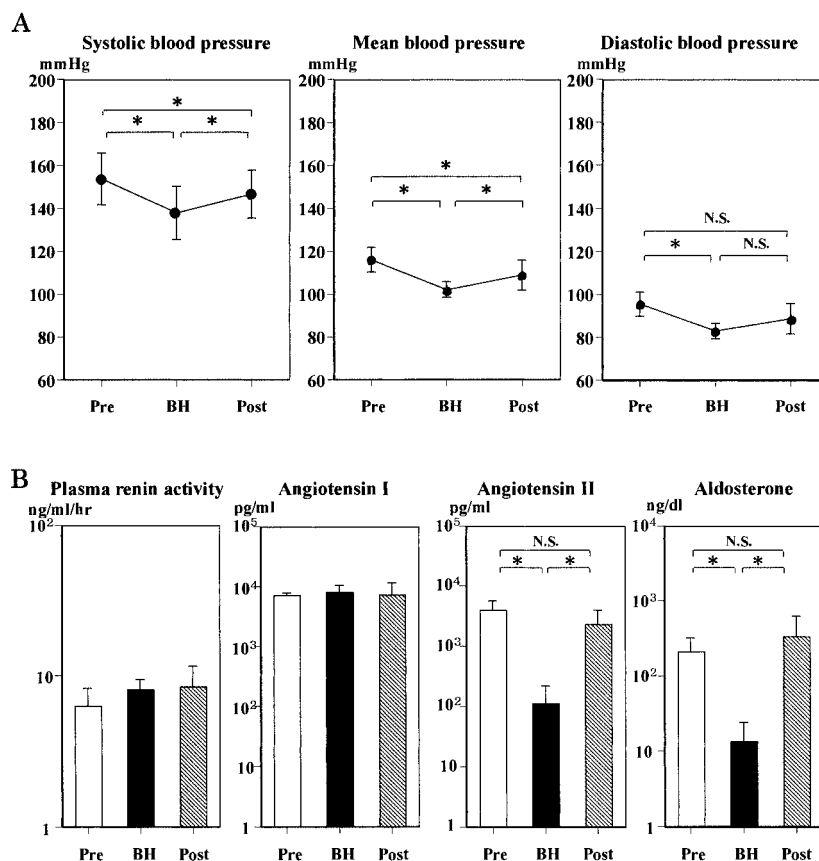 A
Systolic blood pressure
mmHg
200
180
160
140
120
100
80
60
*
*
*
Pre
BH
Post
Mean blood pressure
mmHg
200
180
160
140
120
100
80
60
*
*
*
Pre
BH
Post
Diastolic blood pressure
mmHg
200
180
160
140
120
100
80
60
N.S.
*
N.S.
Pre
BH
Post
B
Plasma renin activity
ng/ml/hr
10²
10
1
Pre
BH
Post
Angiotensin I
pg/ml
10⁵
10⁴
10³
10²
10
1
Pre
BH
Post
Angiotensin II
pg/ml
10⁵
10⁴
10³
10²
10
1
N.S.
*
*
Pre
BH
Post
Aldosterone
ng/dl
10⁴
10³
10²
10
1
N.S.
*
*
Pre
BH
Post